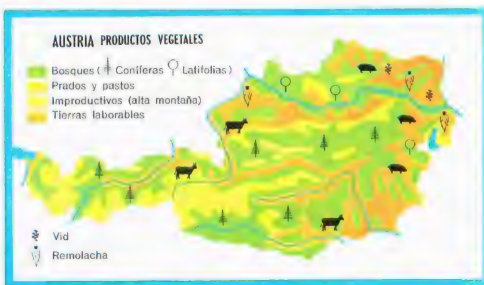 AUSTRIA PRODUCTOS VEGETALES
Bosques ( Coníferas Latifolias)
Prados y pastos
Improductivos (alta montaña)
Tierras laborables
Vid
Remolacha